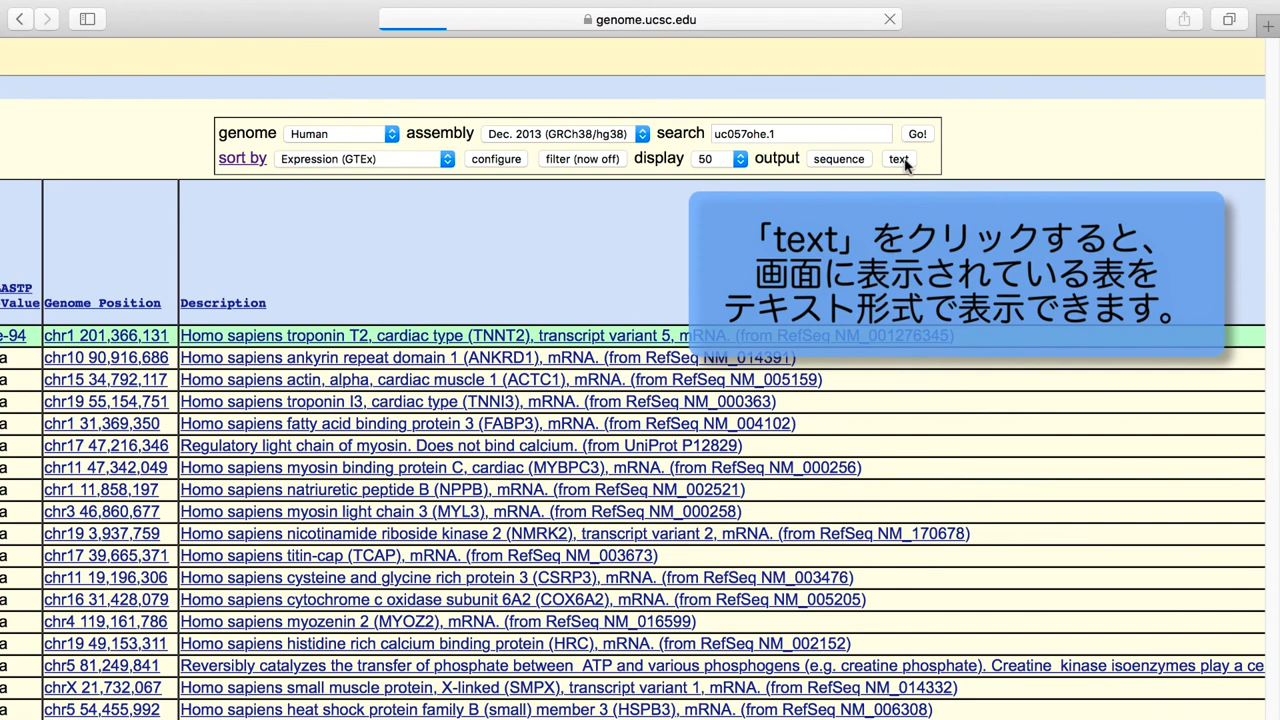 genome.ucsc.edu
genome Human assembly Dec. 2013 (GRCh38/hg38) search uc057ohe.1 Go!
sort by Expression (GTEx) configure filter (now off) display 50 output sequence text
「text」をクリックすると、
画面に表示されている表を
テキスト形式で表示できます。
Genome Position Description
Value
e-94 chr1 201,366,131 Homo sapiens troponin T2, cardiac type (TNNT2), transcript variant 5, mRNA. (from RefSeq NM_001276345)
a chr10 90,916,686 Homo sapiens ankyrin repeat domain 1 (ANKRD1), mRNA. (from RefSeq NM_014391)
a chr15 34,792,117 Homo sapiens actin, alpha, cardiac muscle 1 (ACTC1), mRNA. (from RefSeq NM_005159)
a chr19 55,154,751 Homo sapiens troponin I3, cardiac type (TNNI3), mRNA. (from RefSeq NM_000363)
a chr1 31,369,350 Homo sapiens fatty acid binding protein 3 (FABP3), mRNA. (from RefSeq NM_004102)
a chr17 47,216,346 Regulatory light chain of myosin. Does not bind calcium. (from UniProt P12829)
a chr11 47,342,049 Homo sapiens myosin binding protein C, cardiac (MYBPC3), mRNA. (from RefSeq NM_000256)
a chr1 11,858,197 Homo sapiens natriuretic peptide B (NPPB), mRNA. (from RefSeq NM_002521)
a chr3 46,860,677 Homo sapiens myosin light chain 3 (MYL3), mRNA. (from RefSeq NM_000258)
a chr19 3,937,759 Homo sapiens nicotinamide riboside kinase 2 (NMRK2), transcript variant 2, mRNA. (from RefSeq NM_170678)
a chr17 39,665,371 Homo sapiens titin-cap (TCAP), mRNA. (from RefSeq NM_003673)
a chr11 19,196,306 Homo sapiens cysteine and glycine rich protein 3 (CSRP3), mRNA. (from RefSeq NM_003476)
a chr16 31,428,079 Homo sapiens cytochrome c oxidase subunit 6A2 (COX6A2), mRNA. (from RefSeq NM_005205)
a chr4 119,161,786 Homo sapiens myozenin 2 (MYOZ2), mRNA. (from RefSeq NM_016599)
a chr19 49,153,311 Homo sapiens histidine rich calcium binding protein (HRC), mRNA. (from RefSeq NM_002152)
a chr5 81,249,841 Reversibly catalyzes the transfer of phosphate between ATP and various phosphogens (e.g. creatine phosphate). Creatine kinase isoenzymes play a ce
a chrX 21,732,067 Homo sapiens small muscle protein, X-linked (SMPX), transcript variant 1, mRNA. (from RefSeq NM_014332)
a chr5 54,455,992 Homo sapiens heat shock protein family B (small) member 3 (HSPB3), mRNA. (from RefSeq NM_006308)